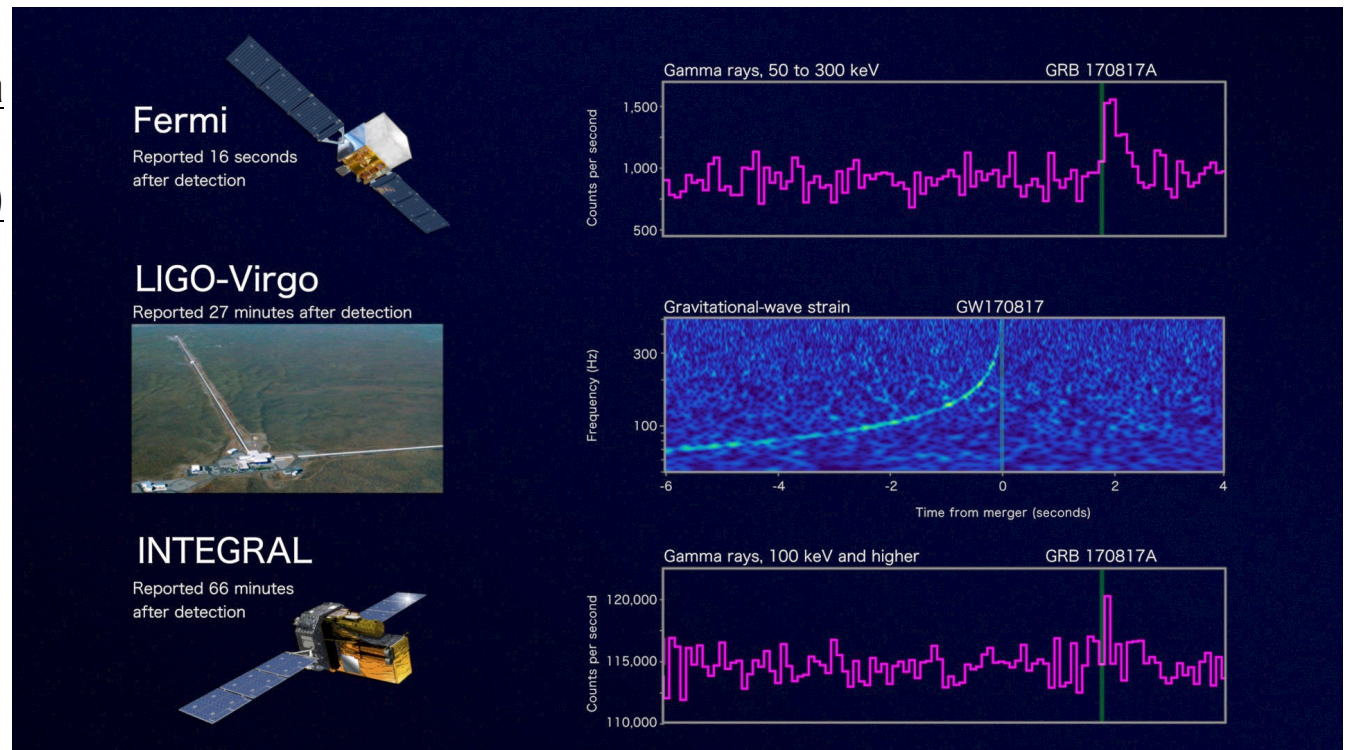 Fermi
Reported 16 seconds
after detection
Gamma rays, 50 to 300 keV
GRB 170817A
Counts per second
1,500
1,000
500
LIGO-Virgo
Reported 27 minutes after detection
Gravitational-wave strain
GW170817
Frequency (Hz)
300
100
-6
-4
-2
0
2
4
Time from merger (seconds)
INTEGRAL
Reported 66 minutes
after detection
Gamma rays, 100 keV and higher
GRB 170817A
Counts per second
120,000
115,000
110,000